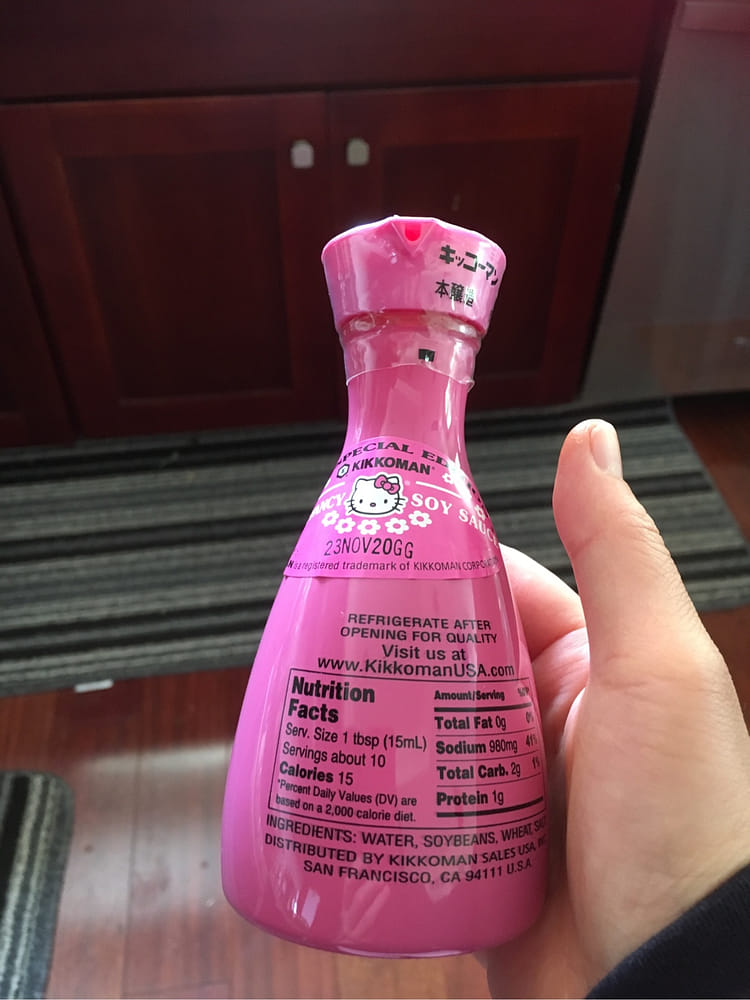 キッコーマン
本醸造
SPECIAL ED
KIKKOMAN
SOY SAUCE
23NOV20GG
is a registered trademark of KIKKOMAN
REFRIGERATE AFTER
OPENING FOR QUALITY
Visit us at
www.KikkomanUSA.com
Nutrition
Facts
Serv. Size 1 tbsp (15mL)
Servings about 10
Calories 15
*Percent Daily Values (DV) are
based on a 2,000 calorie diet.
Amount/Serving
Total Fat 0g 0%
Sodium 980mg 41%
Total Carb. 2g 1%
Protein 1g
INGREDIENTS: WATER, SOYBEANS, WHEAT,
DISTRIBUTED BY KIKKOMAN SALES USA,
SAN FRANCISCO, CA 94111 U.S.A.